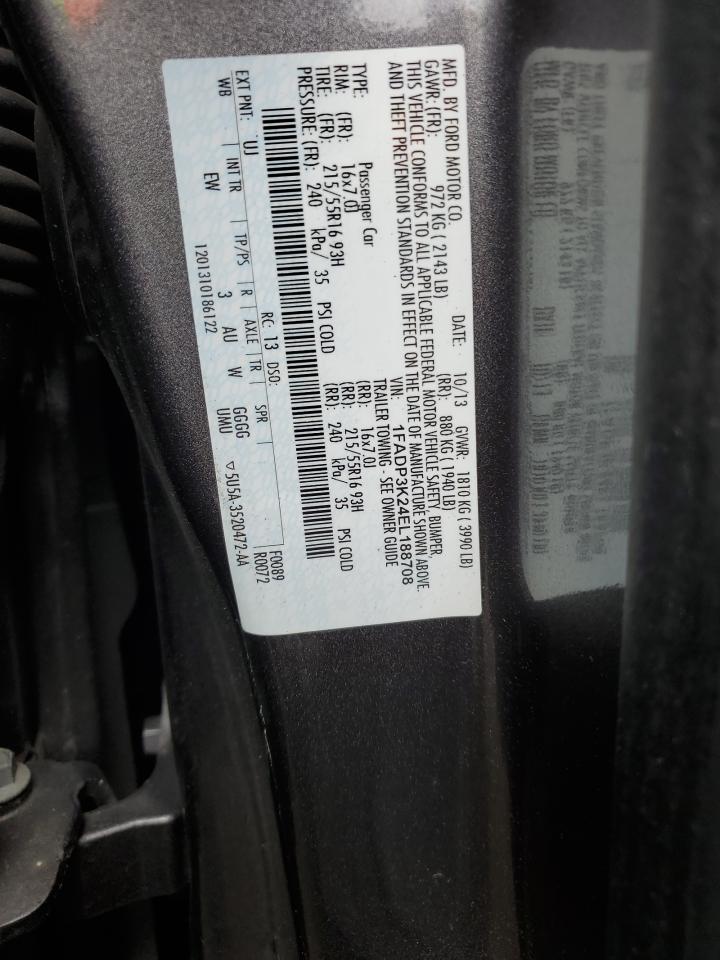 MFD. BY FORD MOTOR CO. DATE: 10/13 GVWR: 1810 KG ( 3990 LB)
GAWR: (FR): 972 KG ( 2143 LB) (RR): 880 KG ( 1940 LB)
THIS VEHICLE CONFORMS TO ALL APPLICABLE FEDERAL MOTOR VEHICLE SAFETY, BUMPER,
AND THEFT PREVENTION STANDARDS IN EFFECT ON THE DATE OF MANUFACTURE SHOWN ABOVE.
VIN: 1FADP3K24EL188708
TYPE: Passenger Car TRAILER TOWING - SEE OWNER GUIDE
RIM: (FR): 16x7.0J (RR): 16x7.0J
TIRE: (FR): 215/55R16 93H (RR): 215/55R16 93H
PRESSURE: (FR): 240 kPa/ 35 PSI COLD (RR): 240 kPa/ 35 PSI COLD
F0089
EXT PNT: UJ RC: 13 DSO: R0072
WB INT TR TP/PS R AXLE TR SPR
EW 3 AU W GGGG ▽5U5A-3520472-AA
1201310186122 UMU